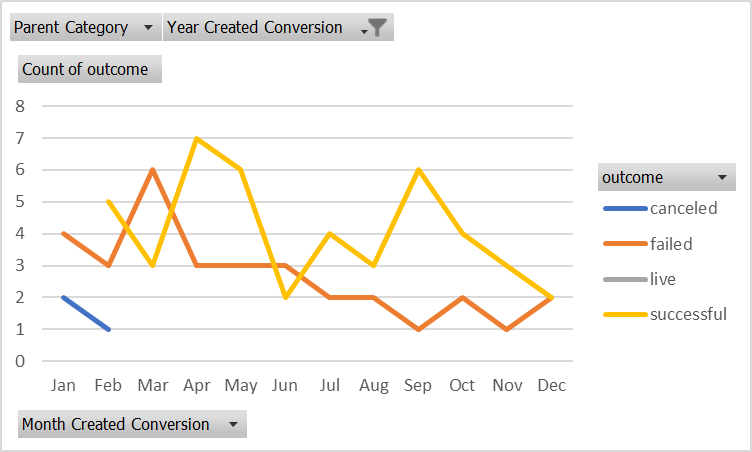 Parent Category Year Created Conversion
Count of outcome
8
7
6
5
4
3
2
1
0
Jan Feb Mar Apr May Jun Jul Aug Sep Oct Nov Dec
outcome
canceled
failed
live
successful
Month Created Conversion